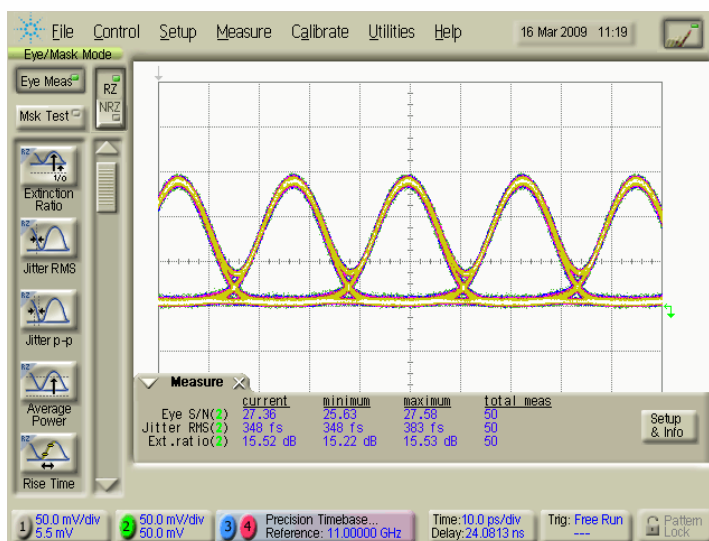 File Control Setup Measure Calibrate Utilities Help 16 Mar 2009 11:19
Eye/Mask Mode
Eye Meas
RZ
NRZ
Msk Test
RZ
1/0
Extinction
Ratio
RZ
Jitter RMS
RZ
Jitter p-p
RZ
Average
Power
RZ
Rise Time
Measure
current minimum maximum total meas
Eye S/N(2) 27.36 25.63 27.58 50
Jitter RMS(2) 348 fs 348 fs 383 fs 50
Ext.ratio(2) 15.52 dB 15.22 dB 15.53 dB 50
Setup
& Info
1) 50.0 mV/div
5.5 mV
2) 50.0 mV/div
50.0 mV
3) 4) Precision Timebase...
Reference: 11.00000 GHz
Time:10.0 ps/div
Delay:24.0813 ns
Trig: Free Run
---
Pattern
Lock